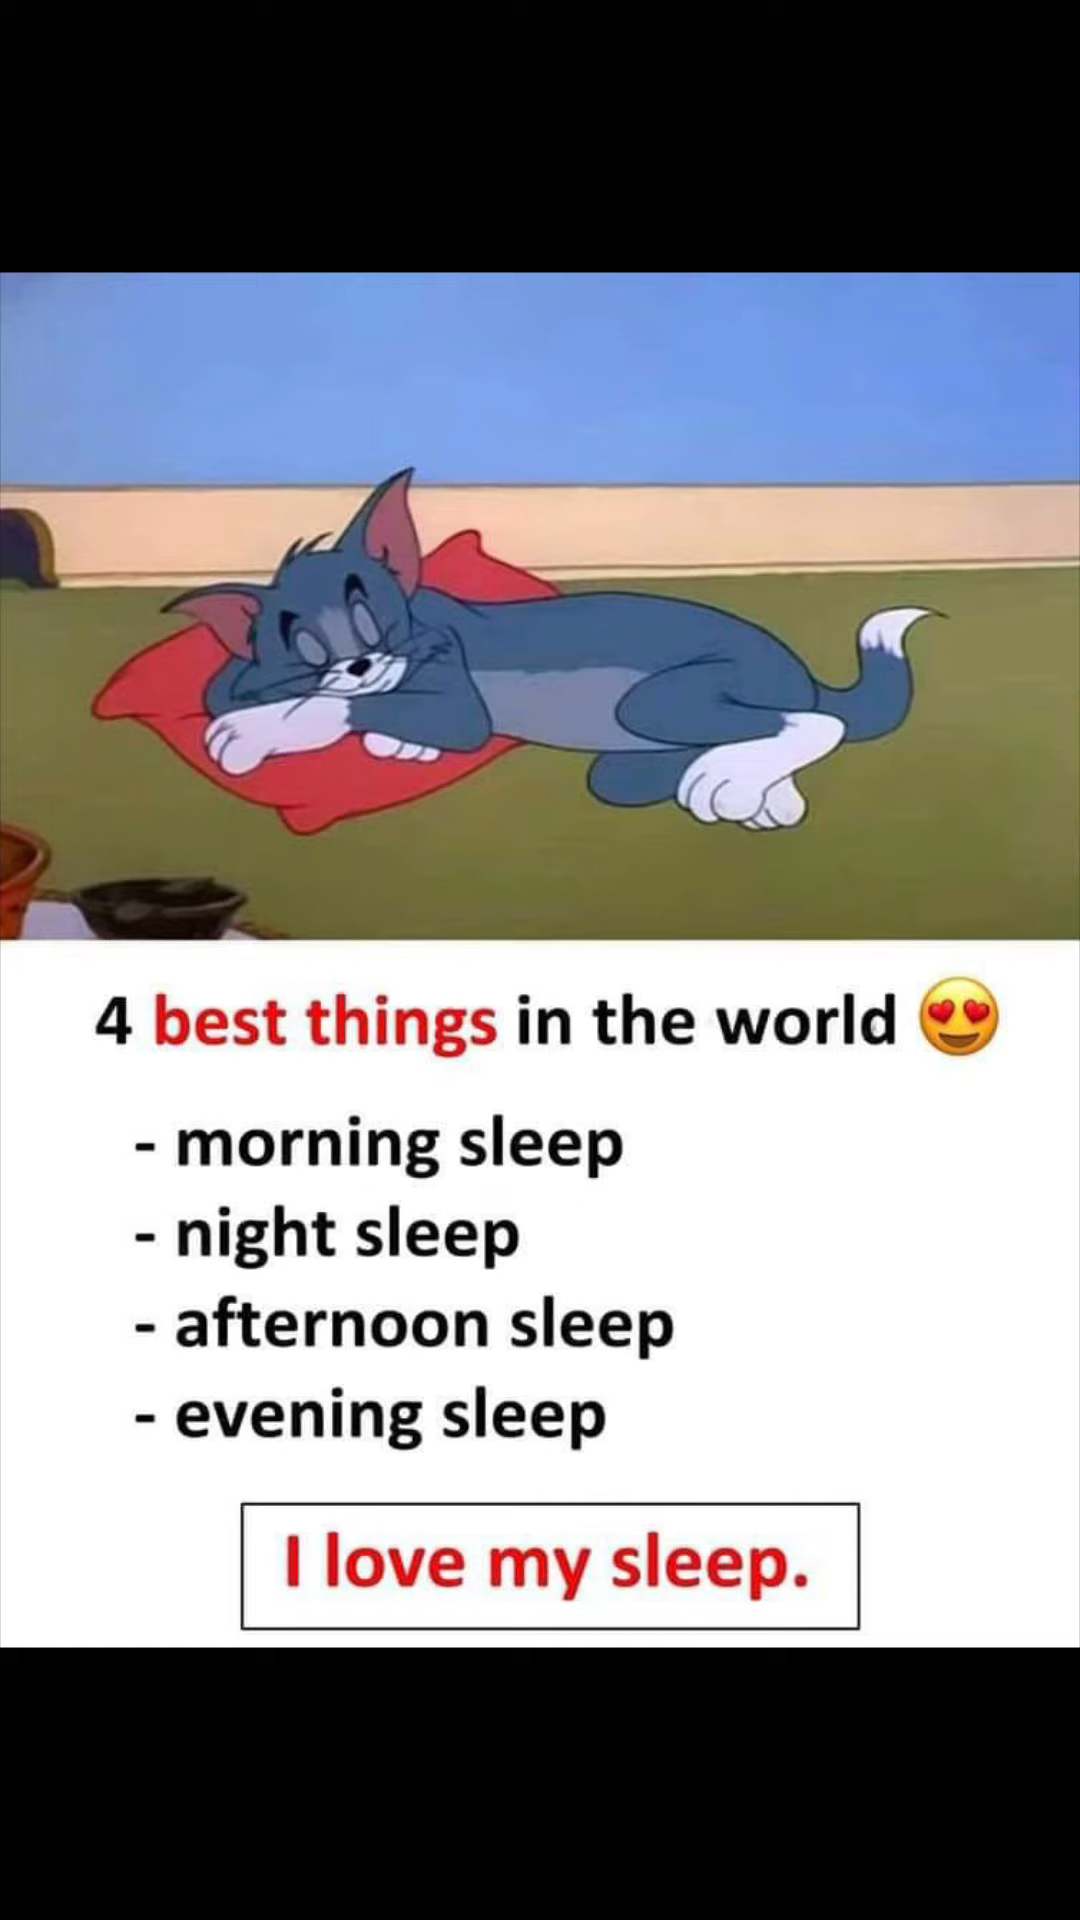 4 best things in the world 😍
- morning sleep
- night sleep
- afternoon sleep
- evening sleep
I love my sleep.